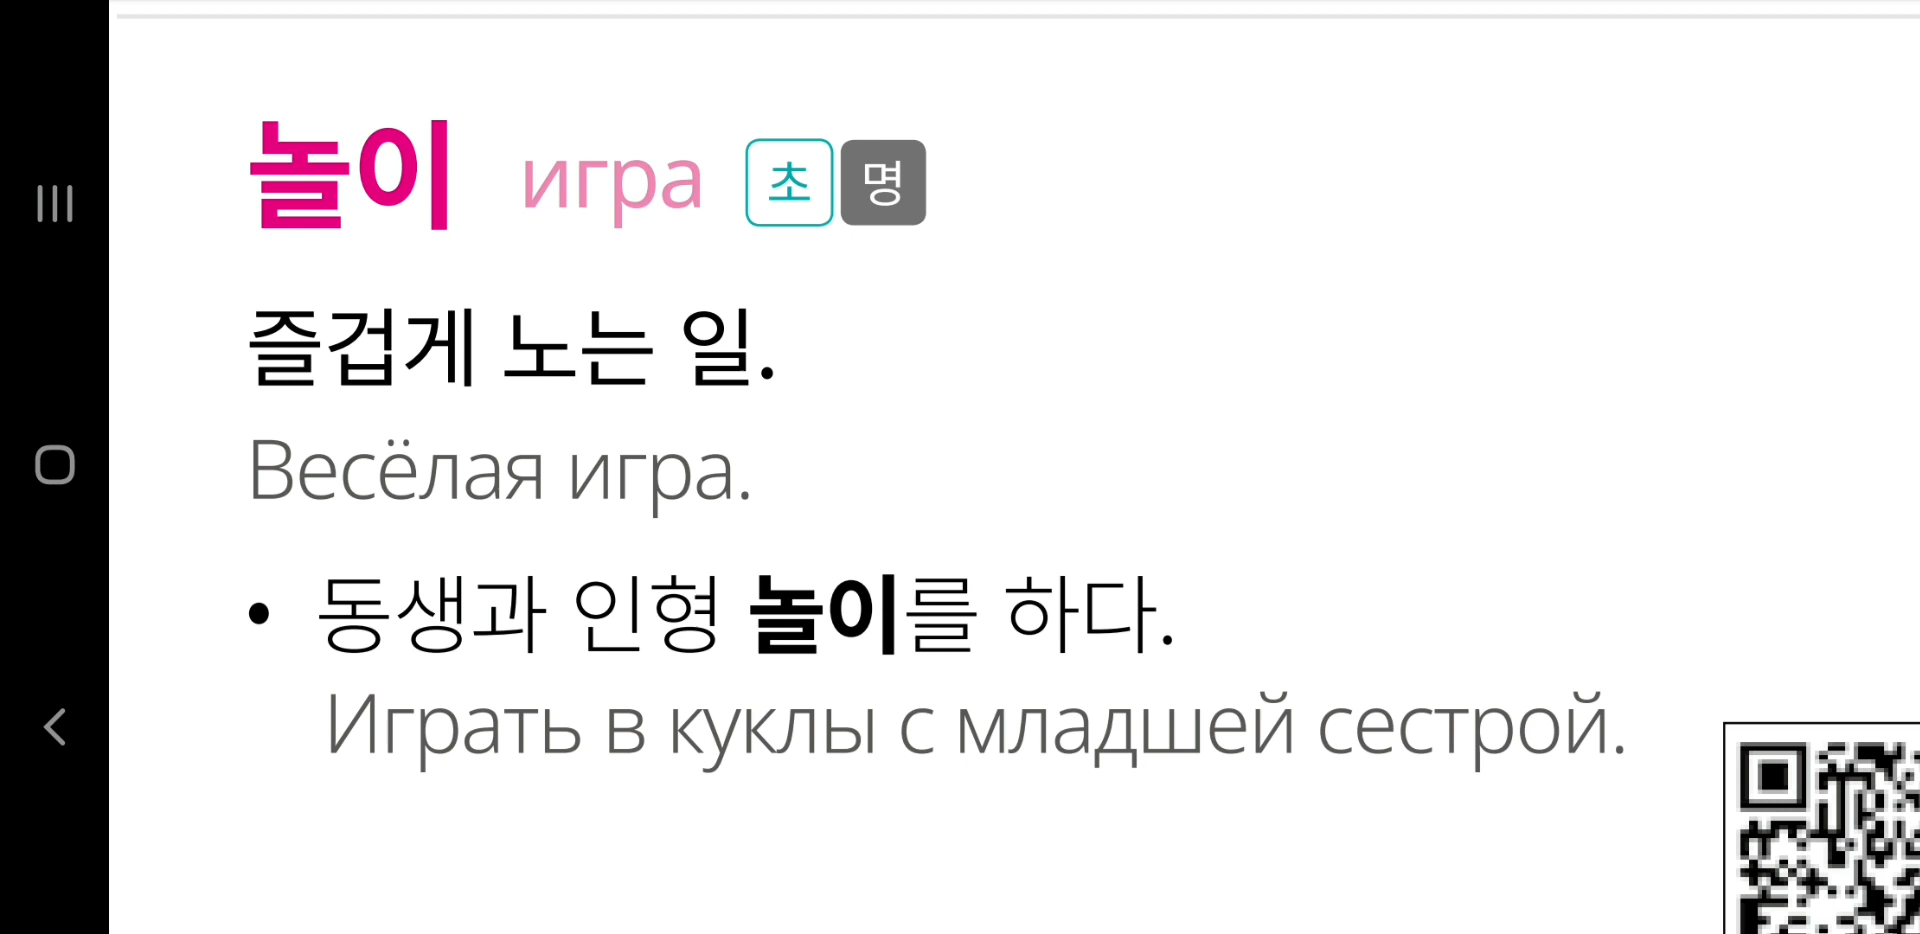 놀이 игра 초 명
즐겁게 노는 일.
Весёлая игра.
• 동생과 인형 놀이를 하다.
Играть в куклы с младшей сестрой.